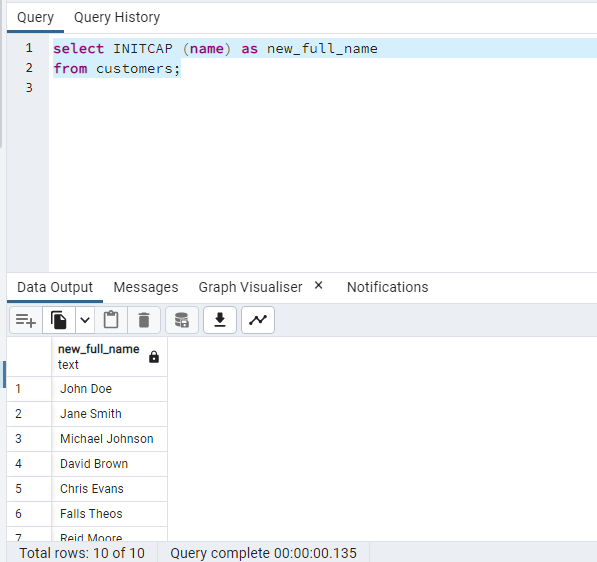 Query Query History
1 select INITCAP (name) as new_full_name
2 from customers;
3
Data Output Messages Graph Visualiser × Notifications
new_full_name
text
1 John Doe
2 Jane Smith
3 Michael Johnson
4 David Brown
5 Chris Evans
6 Falls Theos
7 Reid Moore
Total rows: 10 of 10 Query complete 00:00:00.135